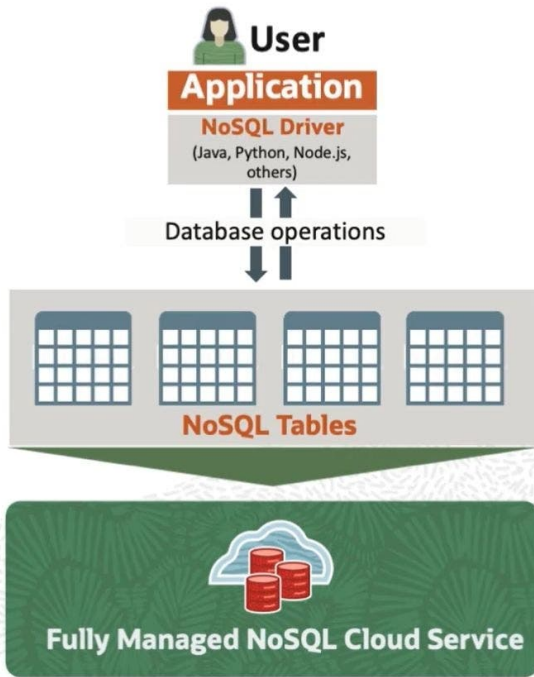 User
Application
NoSQL Driver
(Java, Python, Node.js,
others)
Database operations
NoSQL Tables
Fully Managed NoSQL Cloud Service